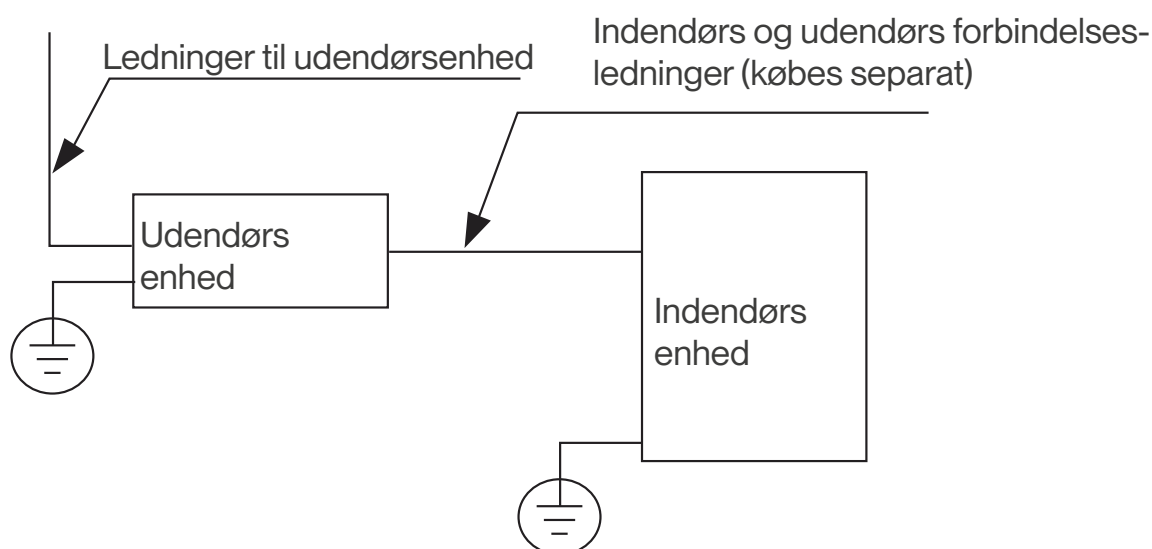 Ledninger til udendørsenhed
Indendørs og udendørs forbindelses-
ledninger (købes separat)
Udendørs
enhed
Indendørs
enhed